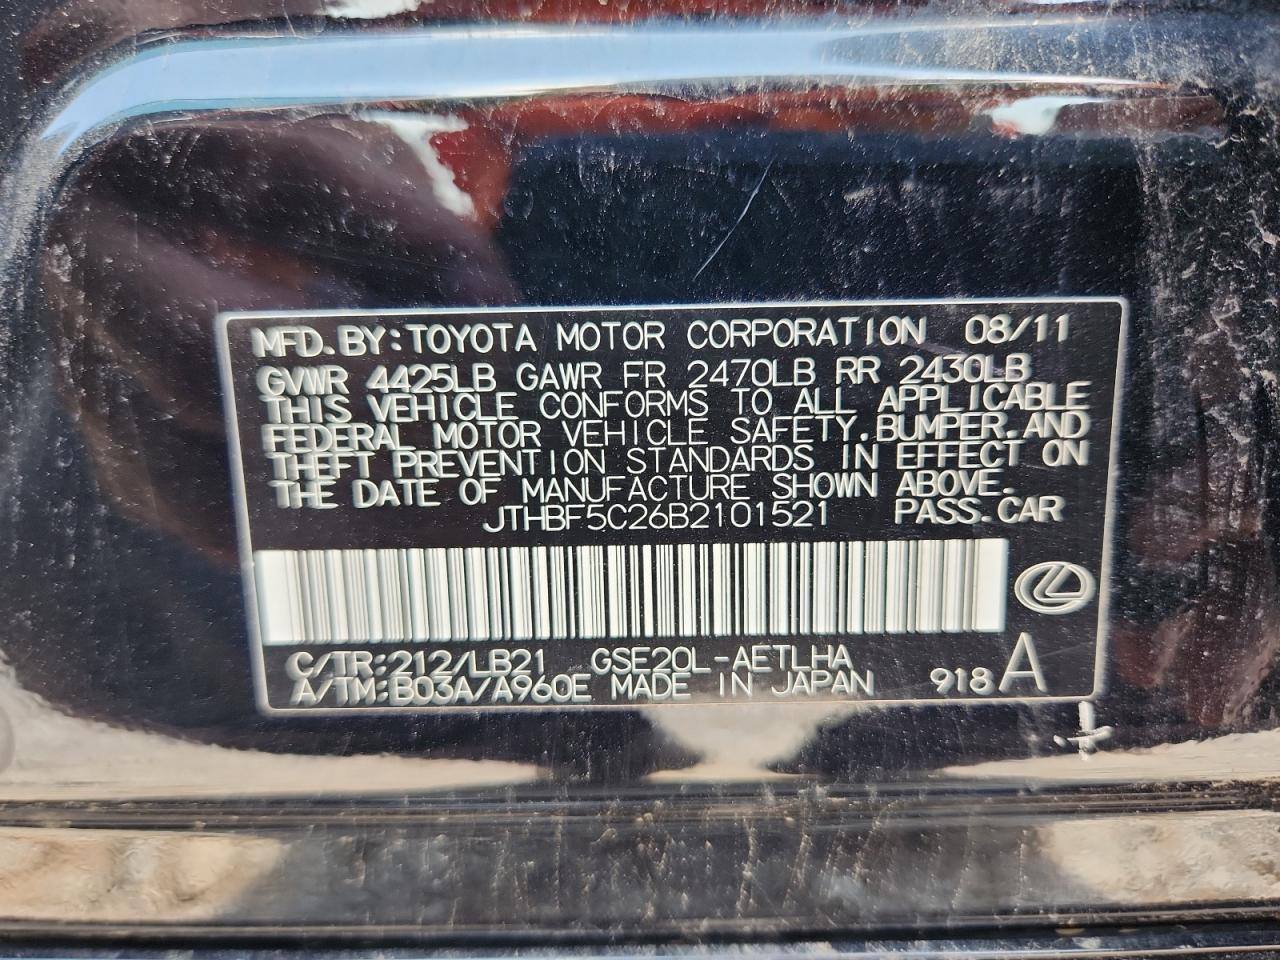 MFD. BY: TOYOTA MOTOR CORPORATION 08/11
GVWR 4425LB GAWR FR 2470LB RR 2430LB
THIS VEHICLE CONFORMS TO ALL APPLICABLE
FEDERAL MOTOR VEHICLE SAFETY, BUMPER, AND
THEFT PREVENTION STANDARDS IN EFFECT ON
THE DATE OF MANUFACTURE SHOWN ABOVE.
JTHBF5C26B2101521 PASS. CAR
C/TR: 212/LB21 GSE20L-AETLHA
A/TM: B03A/A960E MADE IN JAPAN 918 A